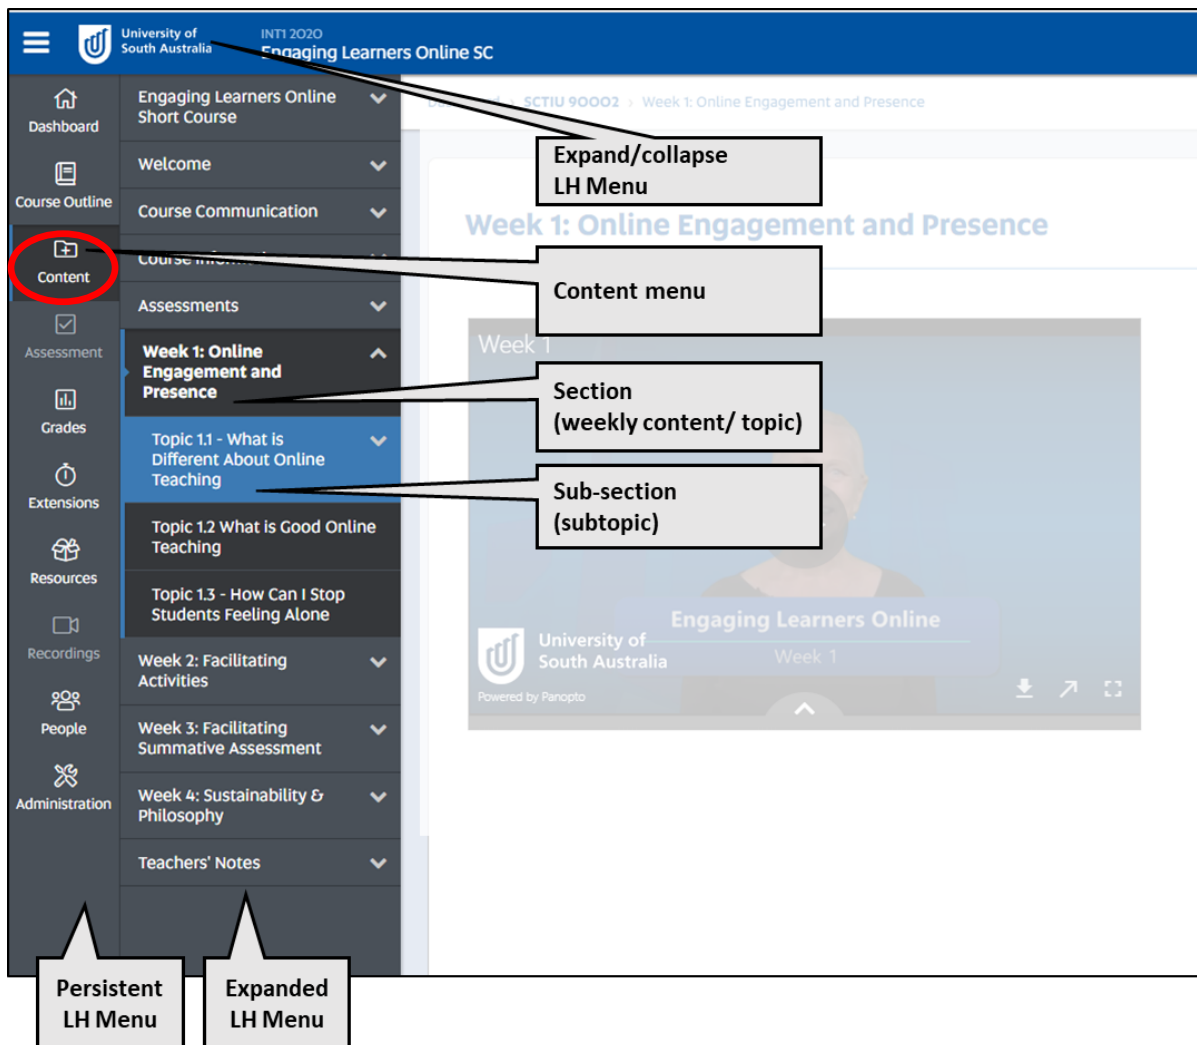 University of
South Australia
INT1 2020
Engaging Learners Online SC
Dashboard
Course Outline
Content
Assessment
Grades
Extensions
Resources
Recordings
People
Administration
Engaging Learners Online
Short Course
Welcome
Course Communication
Course
Assessments
Week 1: Online
Engagement and
Presence
Topic 1.1 - What is
Different About Online
Teaching
Topic 1.2 What is Good Online
Teaching
Topic 1.3 - How Can I Stop
Students Feeling Alone
Week 2: Facilitating
Activities
Week 3: Facilitating
Summative Assessment
Week 4: Sustainability &
Philosophy
Teachers' Notes
› SCTIU 90002 › Week 1: Online Engagement and Presence
Week 1: Online Engagement and Presence
Week 1
Engaging Learners Online
Week 1
University of
South Australia
Powered by Panopto
Expand/collapse
LH Menu
Content menu
Section
(weekly content/ topic)
Sub-section
(subtopic)
Persistent
LH Menu
Expanded
LH Menu